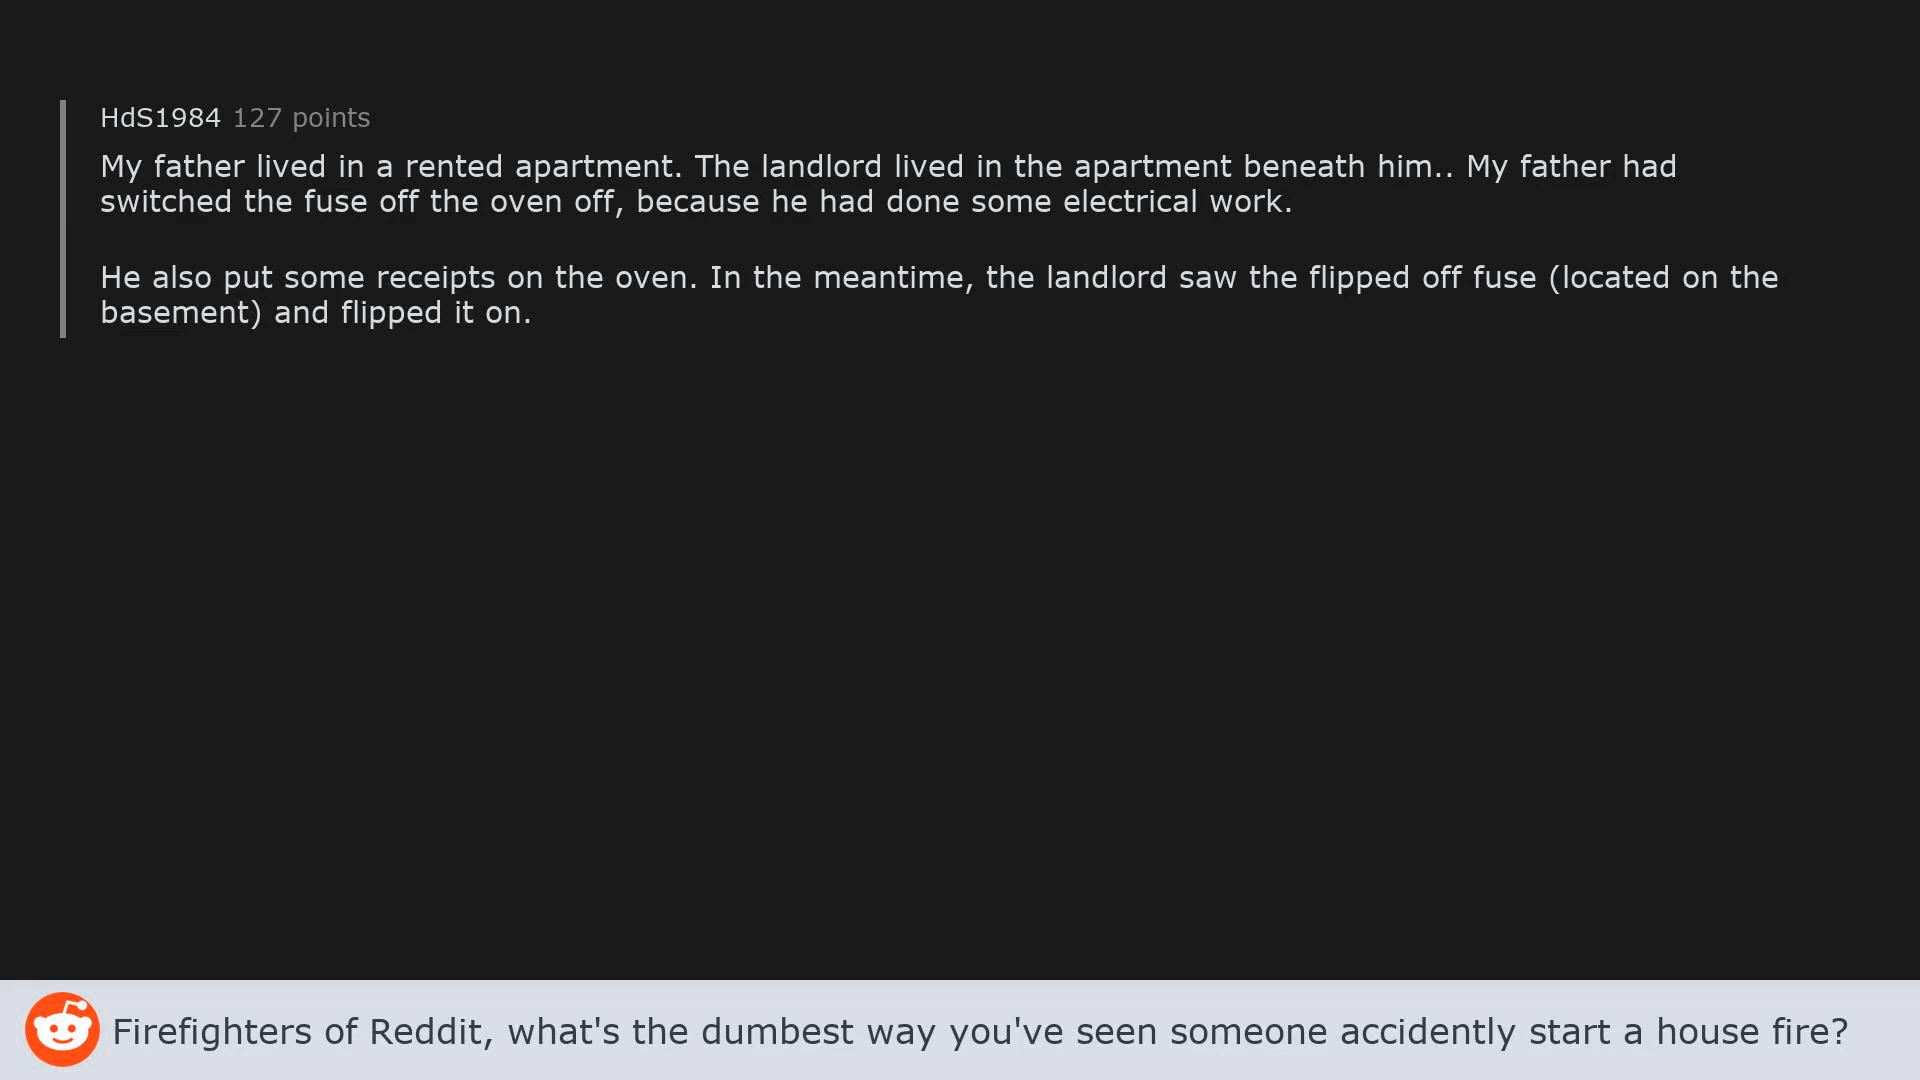 HdS1984 127 points
My father lived in a rented apartment. The landlord lived in the apartment beneath him.. My father had
switched the fuse off the oven off, because he had done some electrical work.
He also put some receipts on the oven. In the meantime, the landlord saw the flipped off fuse (located on the
basement) and flipped it on.
Firefighters of Reddit, what's the dumbest way you've seen someone accidently start a house fire?